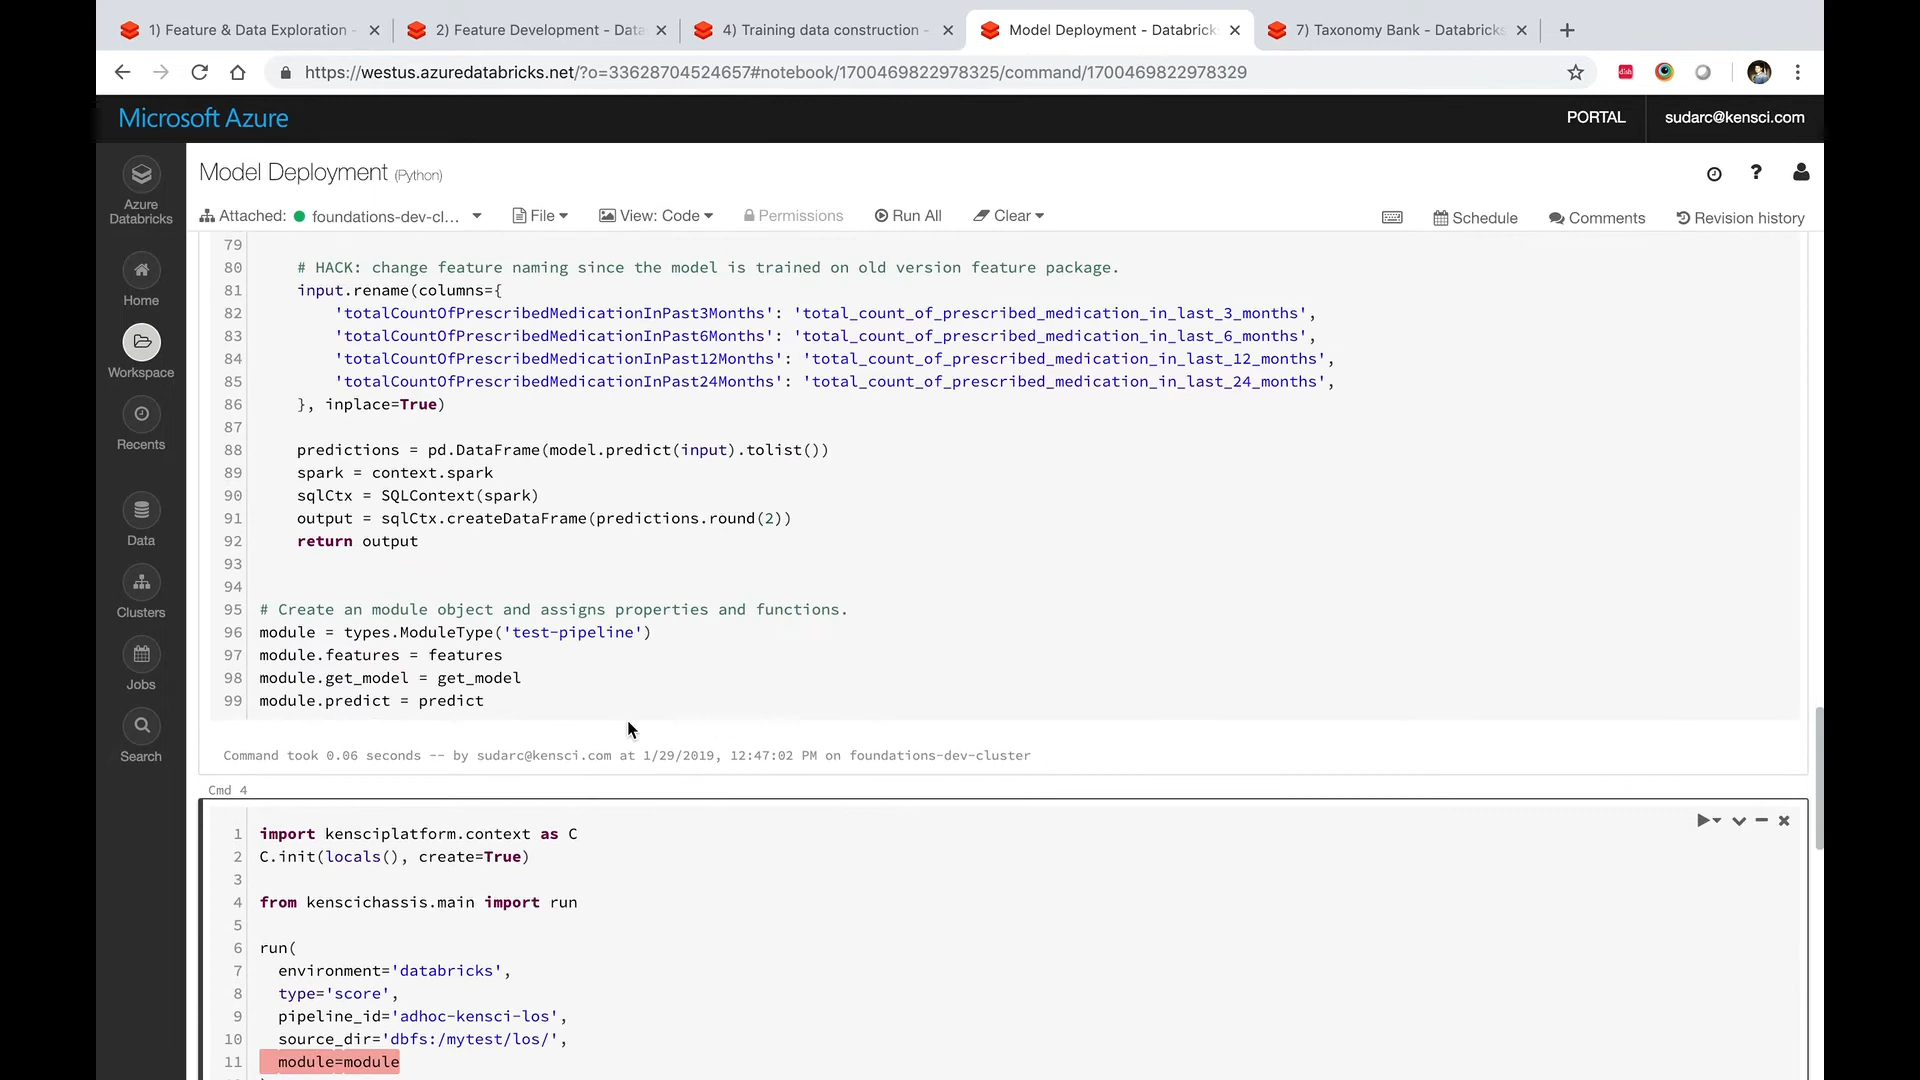 1) Feature & Data Exploration -
2) Feature Development - Data
4) Training data construction -
Model Deployment - Databrick
7) Taxonomy Bank - Databricks
https://westus.azuredatabricks.net/?o=33628704524657#notebook/1700469822978325/command/1700469822978329
Microsoft Azure
PORTAL
sudarc@kensci.com
Azure
Databricks
Home
Workspace
Recents
Data
Clusters
Jobs
Search
Model Deployment (Python)
Attached: foundations-dev-cl...
File
View: Code
Permissions
Run All
Clear
Schedule
Comments
Revision history
79
80 # HACK: change feature naming since the model is trained on old version feature package.
81 input.rename(columns={
82 'totalCountOfPrescribedMedicationInPast3Months': 'total_count_of_prescribed_medication_in_last_3_months',
83 'totalCountOfPrescribedMedicationInPast6Months': 'total_count_of_prescribed_medication_in_last_6_months',
84 'totalCountOfPrescribedMedicationInPast12Months': 'total_count_of_prescribed_medication_in_last_12_months',
85 'totalCountOfPrescribedMedicationInPast24Months': 'total_count_of_prescribed_medication_in_last_24_months',
86 }, inplace=True)
87
88 predictions = pd.DataFrame(model.predict(input).tolist())
89 spark = context.spark
90 sqlCtx = SQLContext(spark)
91 output = sqlCtx.createDataFrame(predictions.round(2))
92 return output
93
94
95 # Create an module object and assigns properties and functions.
96 module = types.ModuleType('test-pipeline')
97 module.features = features
98 module.get_model = get_model
99 module.predict = predict
Command took 0.06 seconds -- by sudarc@kensci.com at 1/29/2019, 12:47:02 PM on foundations-dev-cluster
Cmd 4
1 import kensciplatform.context as C
2 C.init(locals(), create=True)
3
4 from kenscichassis.main import run
5
6 run(
7 environment='databricks',
8 type='score',
9 pipeline_id='adhoc-kensci-los',
10 source_dir='dbfs:/mytest/los/',
11 module=module